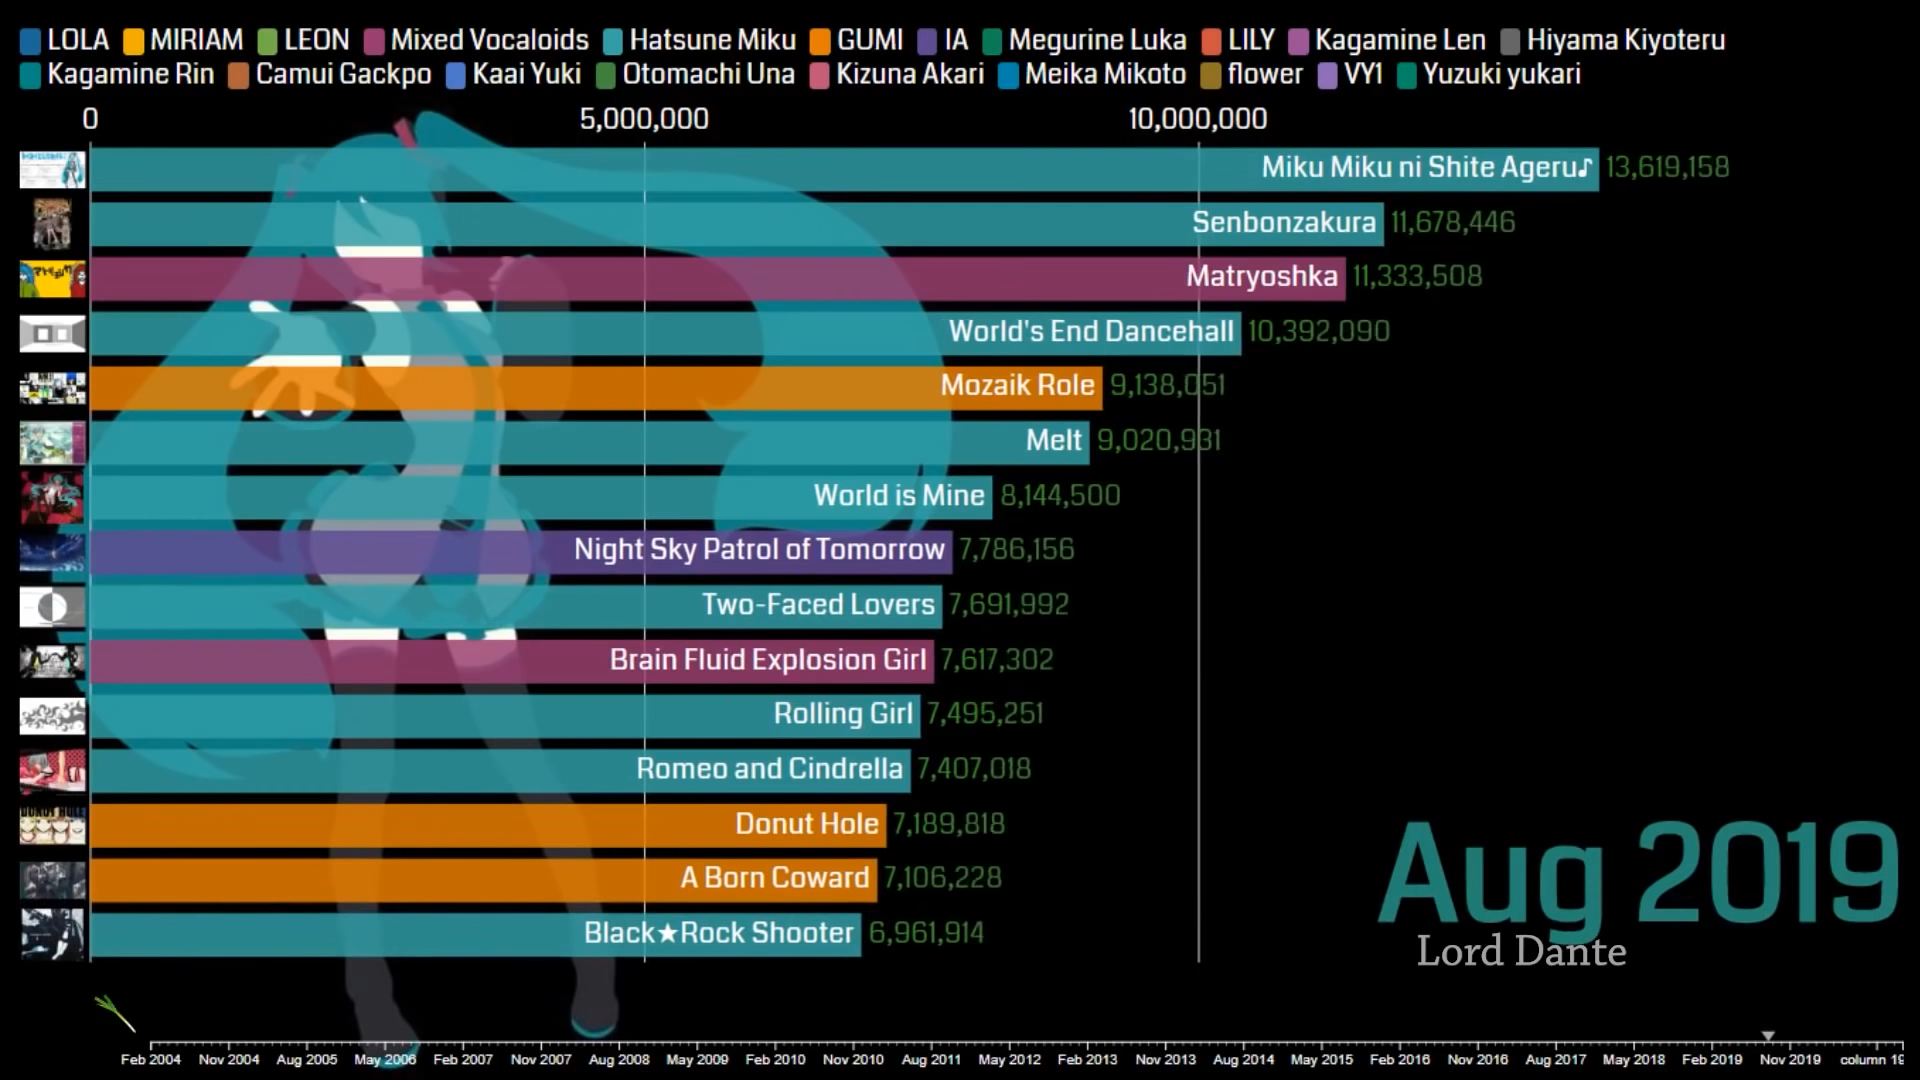 LOLA MIRIAM LEON Mixed Vocaloids Hatsune Miku GUMI IA Megurine Luka LILY Kagamine Len Hiyama Kiyoteru
Kagamine Rin Camui Gackpo Kaai Yuki Otomachi Una Kizuna Akari Meika Mikoto flower VY1 Yuzuki yukari
0 5,000,000 10,000,000
Miku Miku ni Shite Ageru♪ 13,619,158
Senbonzakura 11,678,446
Matryoshka 11,333,508
World's End Dancehall 10,392,090
Mozaik Role 9,138,051
Melt 9,020,931
World is Mine 8,144,500
Night Sky Patrol of Tomorrow 7,786,156
Two-Faced Lovers 7,691,992
Brain Fluid Explosion Girl 7,617,302
Rolling Girl 7,495,251
Romeo and Cindrella 7,407,018
Donut Hole 7,189,818
A Born Coward 7,106,228
Black★Rock Shooter 6,961,914
Aug 2019
Lord Dante
Feb 2004 Nov 2004 Aug 2005 May 2006 Feb 2007 Nov 2007 Aug 2008 May 2009 Feb 2010 Nov 2010 Aug 2011 May 2012 Feb 2013 Nov 2013 Aug 2014 May 2015 Feb 2016 Nov 2016 Aug 2017 May 2018 Feb 2019 Nov 2019 column 19